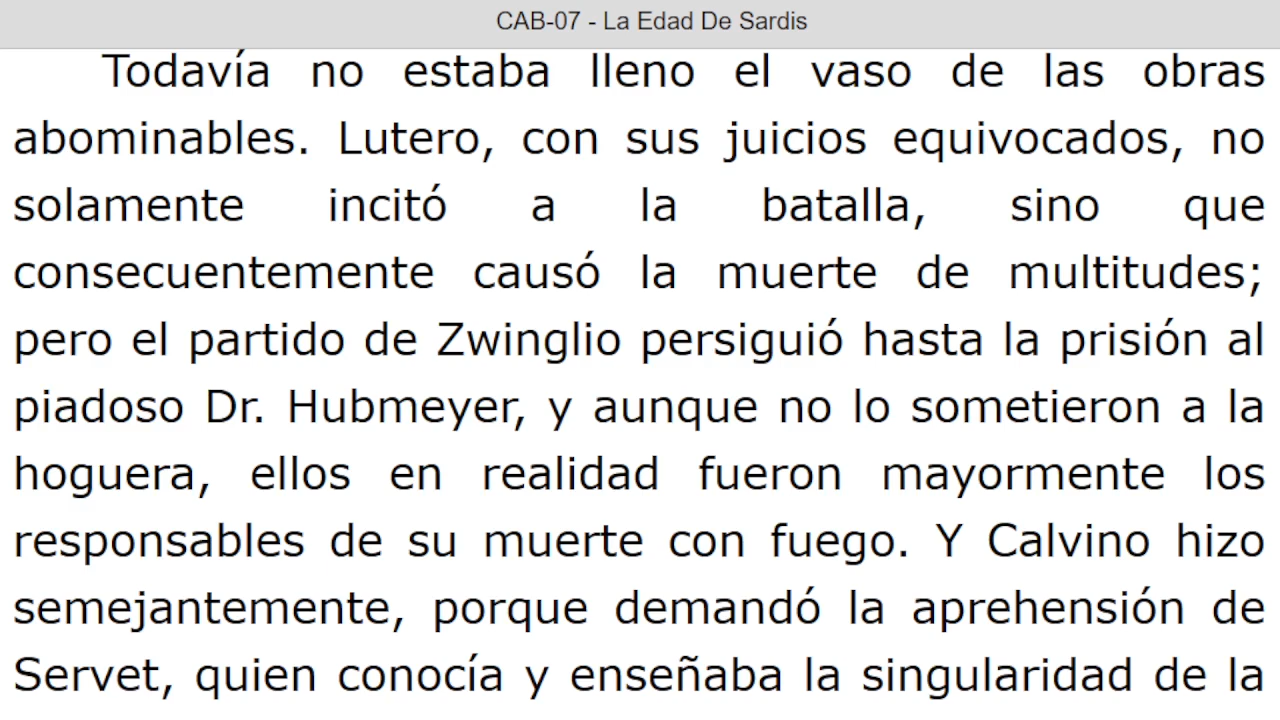 CAB-07 - La Edad De Sardis
Todavía no estaba lleno el vaso de las obras
abominables. Lutero, con sus juicios equivocados, no
solamente incitó a la batalla, sino que
consecuentemente causó la muerte de multitudes;
pero el partido de Zwinglio persiguió hasta la prisión al
piadoso Dr. Hubmeyer, y aunque no lo sometieron a la
hoguera, ellos en realidad fueron mayormente los
responsables de su muerte con fuego. Y Calvino hizo
semejantemente, porque demandó la aprehensión de
Servet, quien conocía y enseñaba la singularidad de la